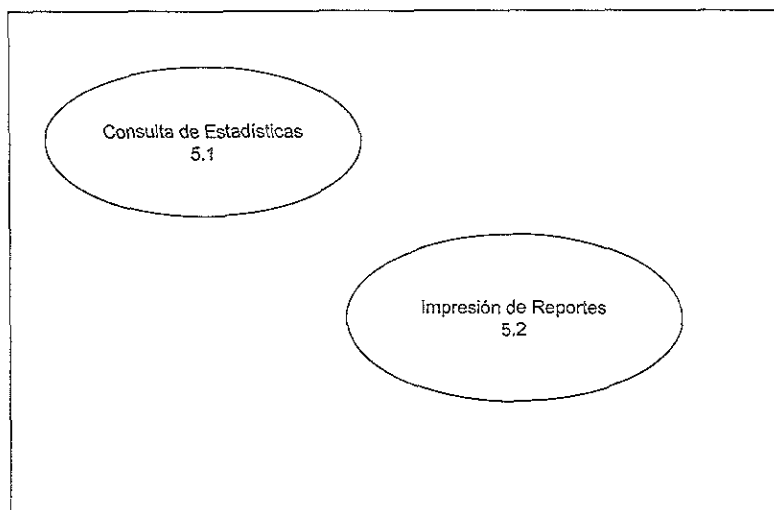 Consulta de Estadísticas
5.1
Impresión de Reportes
5.2